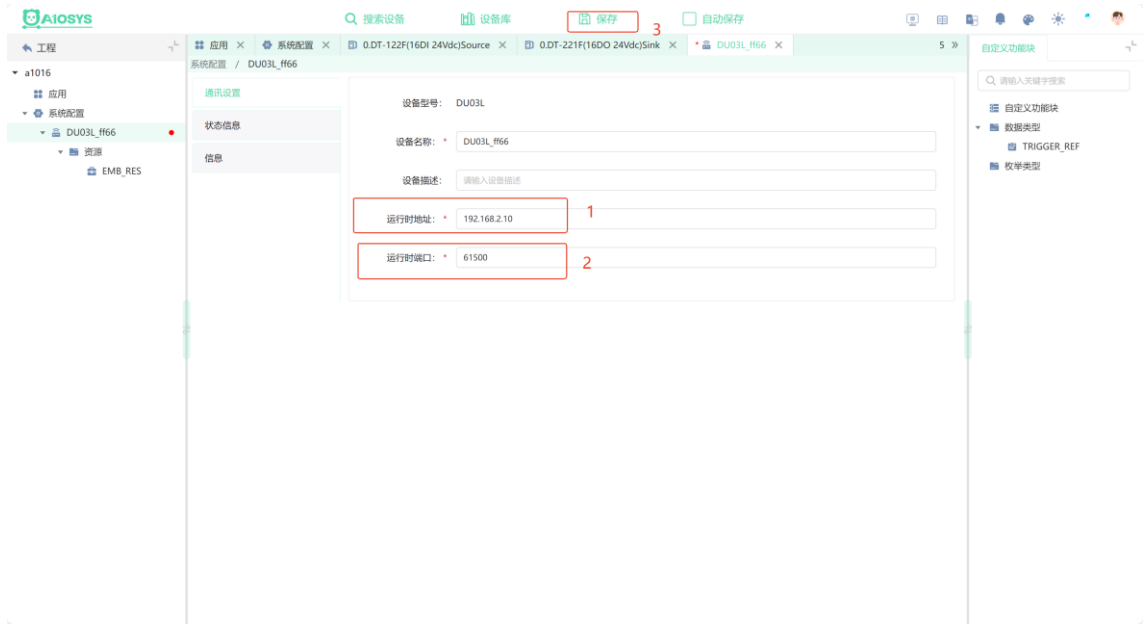 AIOSYS
搜索设备 设备库 保存 自动保存
3
工程
应用 系统配置 0.DT-122F(16DI 24Vdc)Source 0.DT-221F(16DO 24Vdc)Sink * DU03L_ff66 5 »
自定义功能块
系统配置 / DU03L_ff66
a1016
应用
系统配置
DU03L_ff66
资源
EMB_RES
通讯设置
状态信息
信息
设备型号: DU03L
设备名称: * DU03L_ff66
设备描述: 请输入设备描述
运行时地址: * 192.168.2.10
1
运行时端口: * 61500
2
请输入关键字搜索
自定义功能块
数据类型
TRIGGER_REF
枚举类型